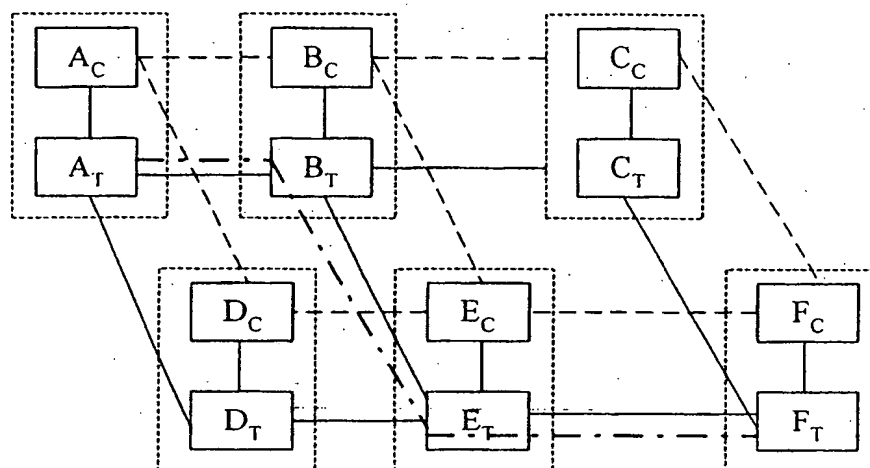 A_C B_C C_C
A_T B_T C_T
D_C E_C F_C
D_T E_T F_T